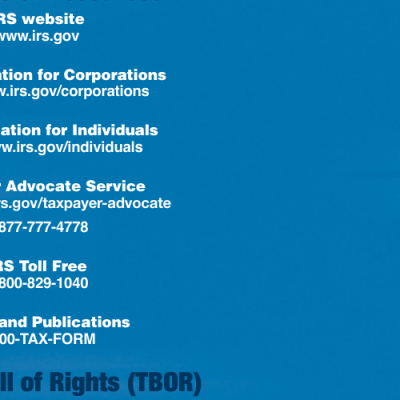 RS website
www.irs.gov
ation for Corporations
w.irs.gov/corporations
ation for Individuals
w.irs.gov/individuals
Advocate Service
rs.gov/taxpayer-advocate
877-777-4778
RS Toll Free
800-829-1040
and Publications
00-TAX-FORM
ll of Rights (TBOR)